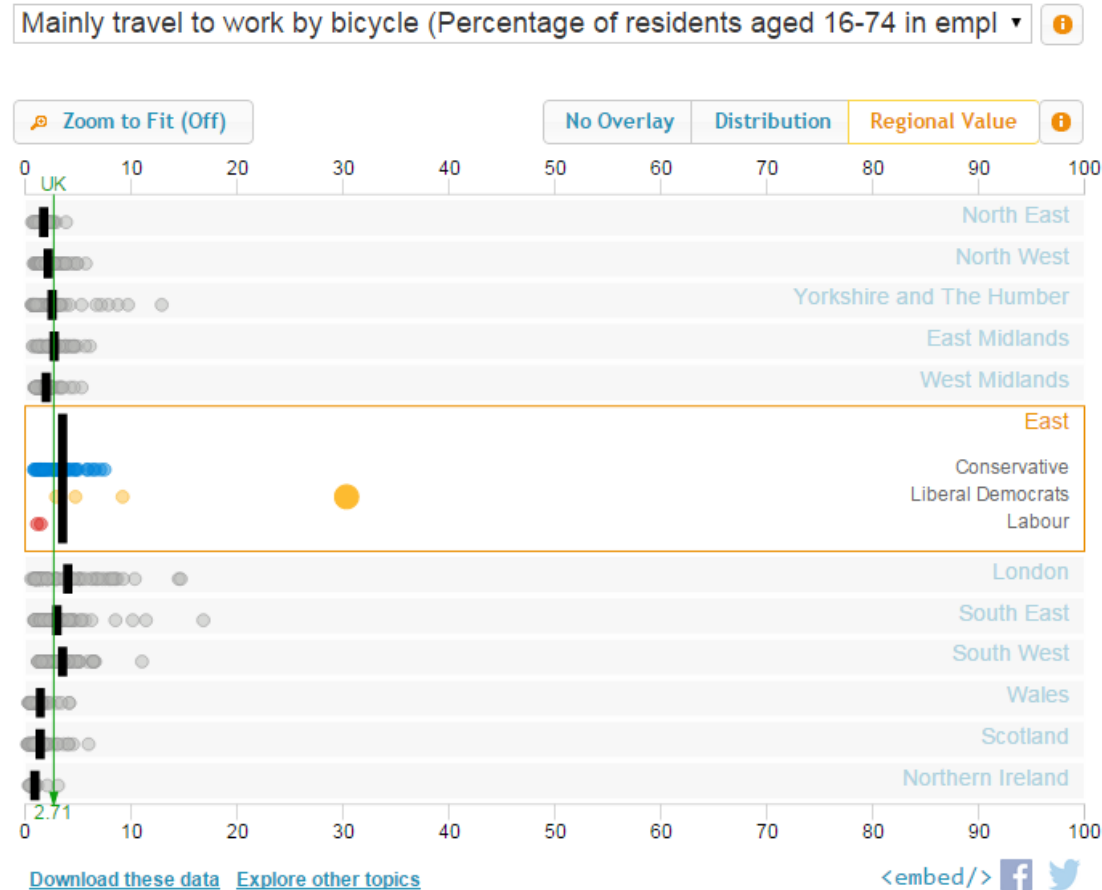 Mainly travel to work by bicycle (Percentage of residents aged 16-74 in empl
Zoom to Fit (Off) No Overlay Distribution Regional Value
0 10 20 30 40 50 60 70 80 90 100
UK
North East
North West
Yorkshire and The Humber
East Midlands
West Midlands
East
Conservative
Liberal Democrats
Labour
London
South East
South West
Wales
Scotland
Northern Ireland
2.71
0 10 20 30 40 50 60 70 80 90 100
Download these data Explore other topics <embed/>